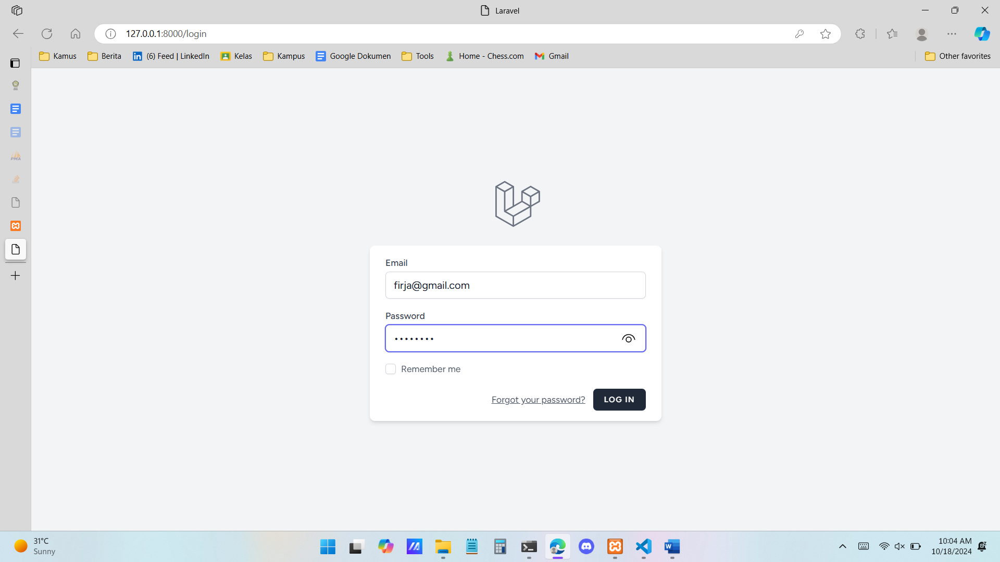 Laravel
127.0.0.1:8000/login
Kamus
Berita
(6) Feed | LinkedIn
Kelas
Kampus
Google Dokumen
Tools
Home - Chess.com
Gmail
Other favorites
PMA
Email
firja@gmail.com
Password
Remember me
Forgot your password?
LOG IN
31°C
Sunny
10:04 AM
10/18/2024